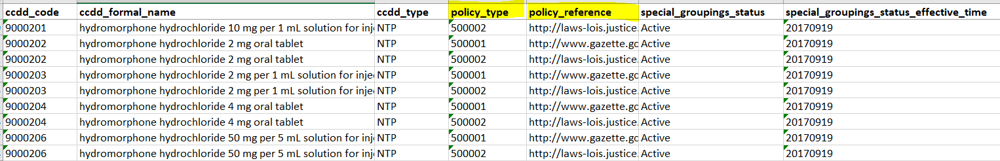 ccdd_code ccdd_formal_name ccdd_type policy_type policy_reference special_groupings_status special_groupings_status_effective_time
9000201 hydromorphone hydrochloride 10 mg per 1 mL solution for inj NTP 500002 http://laws-lois.justice. Active 20170919
9000202 hydromorphone hydrochloride 2 mg oral tablet NTP 500001 http://www.gazette.gc Active 20170919
9000202 hydromorphone hydrochloride 2 mg oral tablet NTP 500002 http://laws-lois.justice. Active 20170919
9000203 hydromorphone hydrochloride 2 mg per 1 mL solution for inje NTP 500001 http://www.gazette.gc Active 20170919
9000203 hydromorphone hydrochloride 2 mg per 1 mL solution for inje NTP 500002 http://laws-lois.justice. Active 20170919
9000204 hydromorphone hydrochloride 4 mg oral tablet NTP 500001 http://www.gazette.gc Active 20170919
9000204 hydromorphone hydrochloride 4 mg oral tablet NTP 500002 http://laws-lois.justice. Active 20170919
9000206 hydromorphone hydrochloride 50 mg per 5 mL solution for inj NTP 500001 http://www.gazette.gc Active 20170919
9000206 hydromorphone hydrochloride 50 mg per 5 mL solution for inj NTP 500002 http://laws-lois.justice. Active 20170919